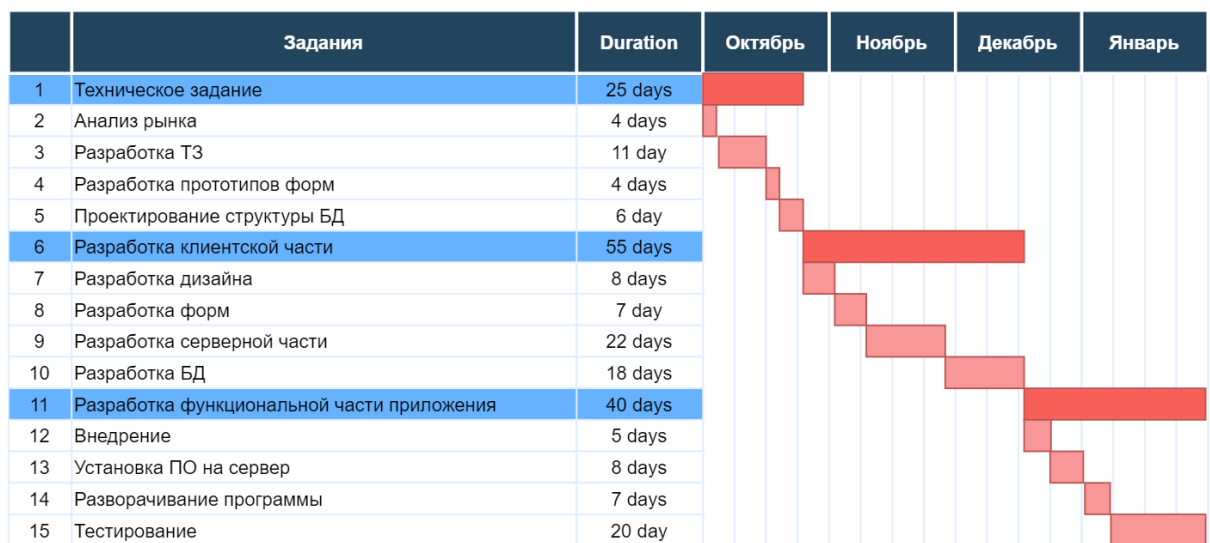 Задания Duration Октябрь Ноябрь Декабрь Январь
1 Техническое задание 25 days
2 Анализ рынка 4 days
3 Разработка ТЗ 11 day
4 Разработка прототипов форм 4 days
5 Проектирование структуры БД 6 day
6 Разработка клиентской части 55 days
7 Разработка дизайна 8 days
8 Разработка форм 7 day
9 Разработка серверной части 22 days
10 Разработка БД 18 days
11 Разработка функциональной части приложения 40 days
12 Внедрение 5 days
13 Установка ПО на сервер 8 days
14 Разворачивание программы 7 days
15 Тестирование 20 day